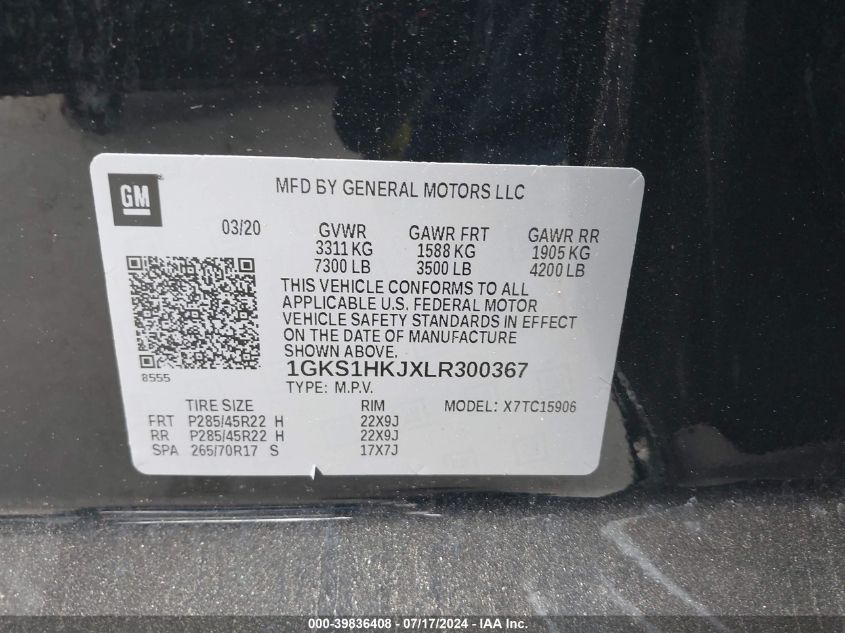 GM
MFD BY GENERAL MOTORS LLC
03/20
GVWR GAWR FRT GAWR RR
3311 KG 1588 KG 1905 KG
7300 LB 3500 LB 4200 LB
THIS VEHICLE CONFORMS TO ALL
APPLICABLE U.S. FEDERAL MOTOR
VEHICLE SAFETY STANDARDS IN EFFECT
ON THE DATE OF MANUFACTURE
SHOWN ABOVE.
8555
1GKS1HKJXLR300367
TYPE: M.P.V.
TIRE SIZE RIM MODEL: X7TC15906
FRT P285/45R22 H 22X9J
RR P285/45R22 H 22X9J
SPA 265/70R17 S 17X7J
000-39836408 - 07/17/2024 - IAA Inc.